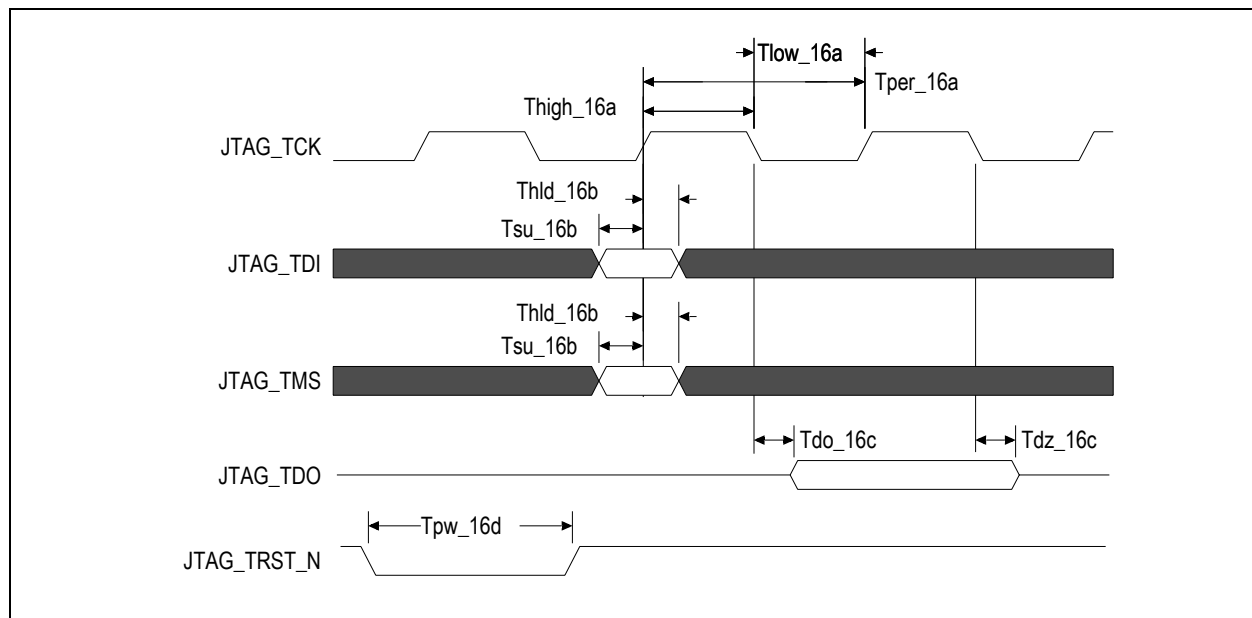 Tlow_16a
Tper_16a
Thigh_16a
JTAG_TCK
Thld_16b
Tsu_16b
JTAG_TDI
Thld_16b
Tsu_16b
JTAG_TMS
Tdo_16c
Tdz_16c
JTAG_TDO
Tpw_16d
JTAG_TRST_N